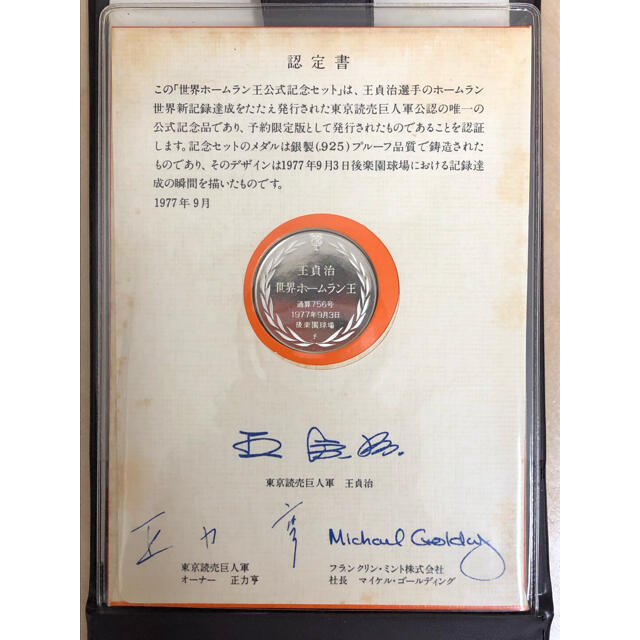 認定書
この「世界ホームラン王公式記念セット」は、王貞治選手のホームラン
世界新記録達成をたたえ発行された東京読売巨人軍公認の唯一の
公式記念品であり、予約限定版として発行されたものであることを認証
します。記念セットのメダルは銀製(.925)プルーフ品質で鋳造された
ものであり、そのデザインは1977年9月3日後楽園球場における記録達
成の瞬間を描いたものです。
1977年9月
王貞治
世界ホームラン王
通算756号
1977年9月3日
後楽園球場
王貞治
東京読売巨人軍 王貞治
正力亨
Michael Golding
東京読売巨人軍
オーナー 正力亨
フランクリン・ミント株式会社
社長 マイケル・ゴールディング